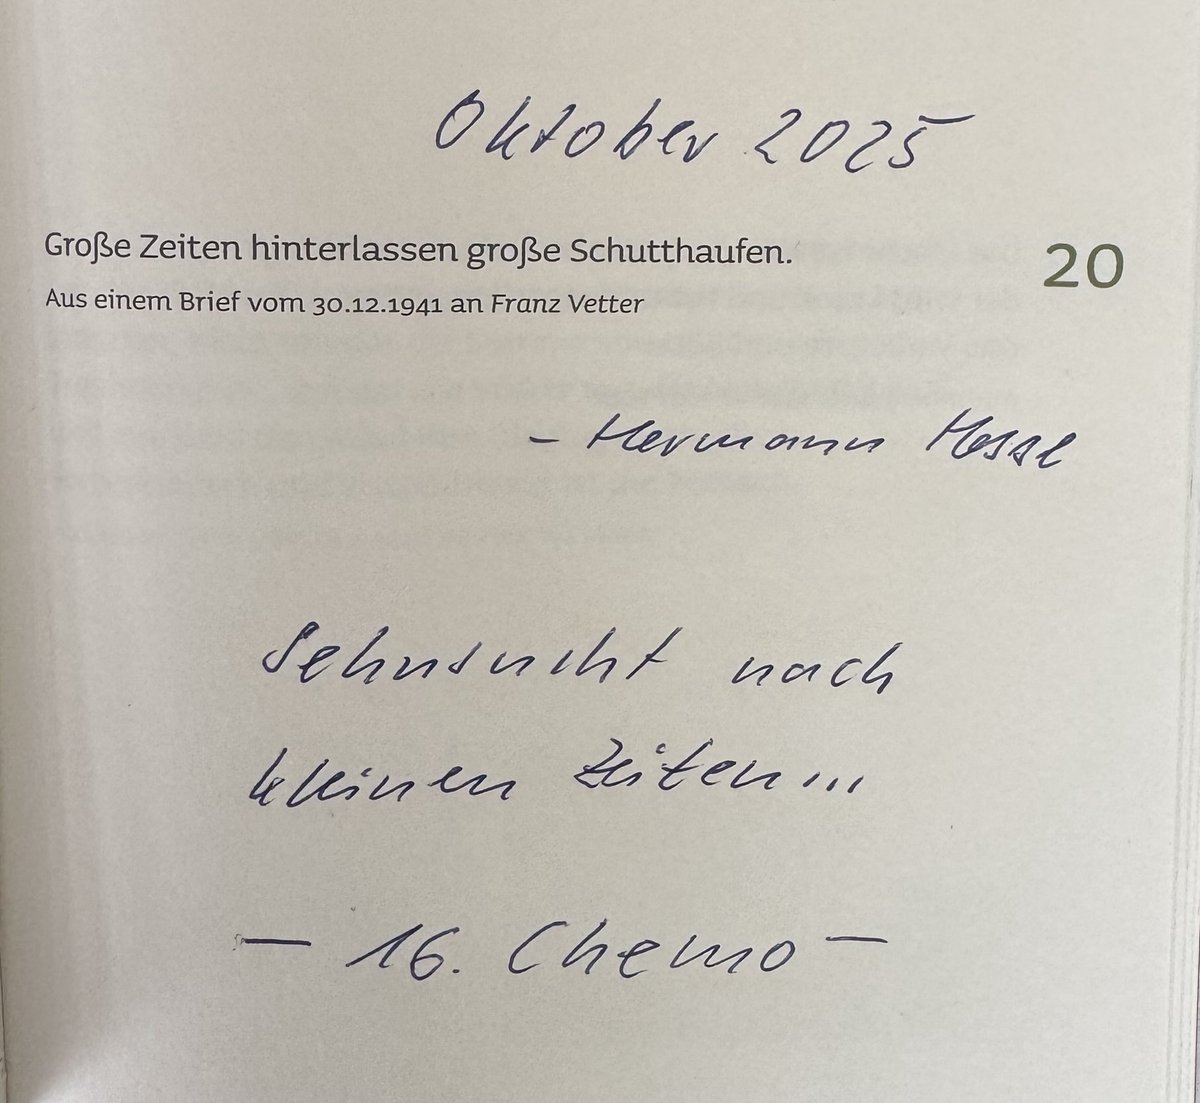 Oktober 2025
Große Zeiten hinterlassen große Schutthaufen.
20
Aus einem Brief vom 30.12.1941 an Franz Vetter
– Hermann Hesse
Sehnsucht nach
kleinen Zeiten...
– 16. Chemo –